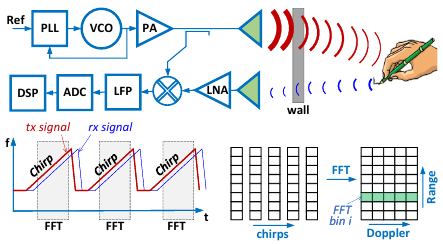 Ref
PLL
VCO
PA
DSP
ADC
LFP
LNA
wall
f
tx signal
rx signal
Chirp
Chirp
Chirp
t
FFT
FFT
FFT
chirps
FFT
FFT
bin i
Range
Doppler